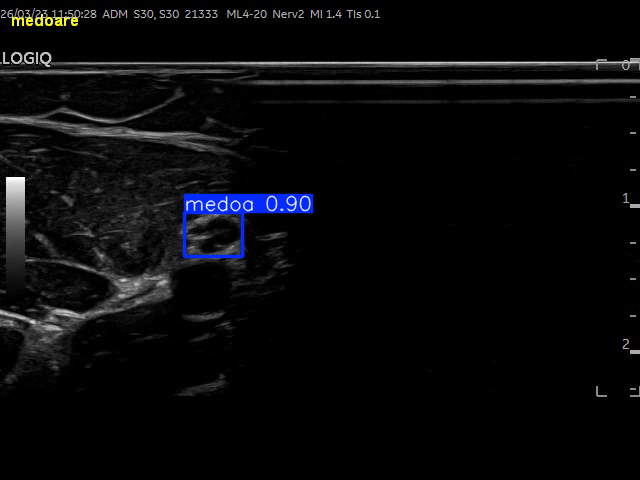 26/03/23 11:50:28 ADM S30, S30 21333 ML4-20 Nerv2 MI 1.4 TIs 0.1
medoare
LOGIQ
0
medoa 0.90
1
2